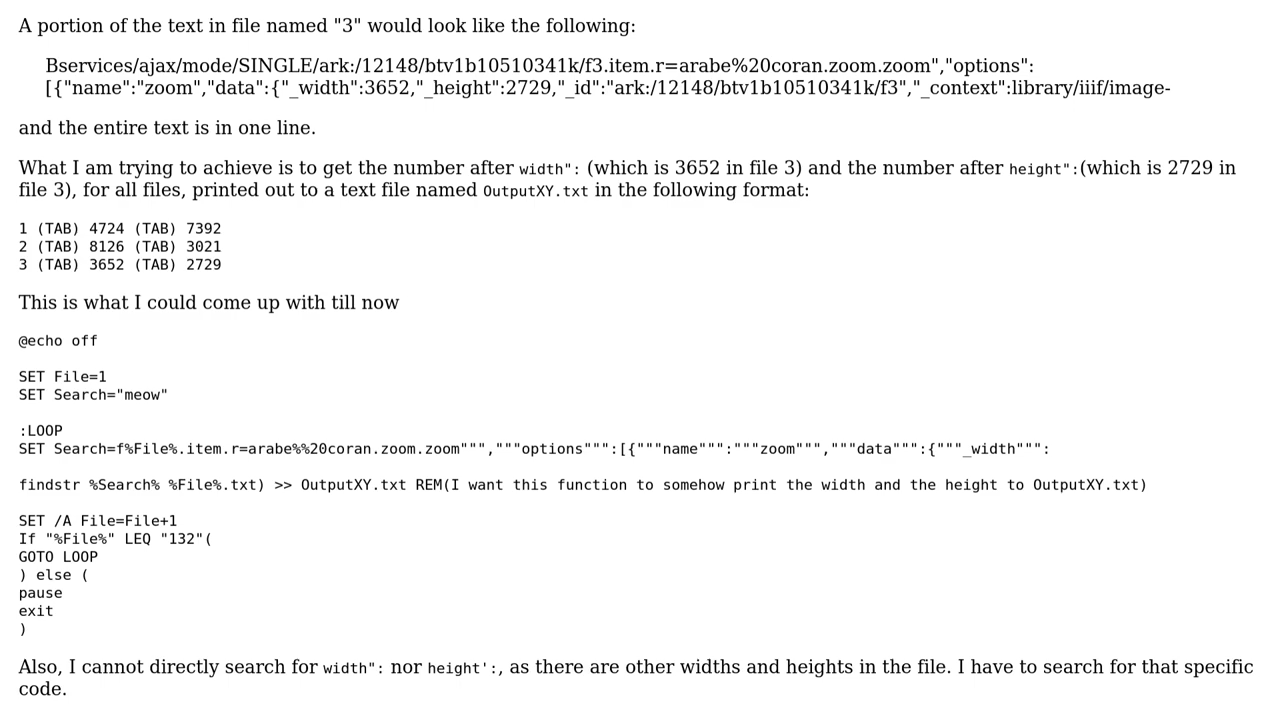 A portion of the text in file named "3" would look like the following:
Bservices/ajax/mode/SINGLE/ark:/12148/btv1b10510341k/f3.item.r=arabe%20coran.zoom.zoom","options":
[{"name":"zoom","data":{"_width":3652,"_height":2729,"_id":"ark:/12148/btv1b10510341k/f3","_context":library/iiif/image-
and the entire text is in one line.
What I am trying to achieve is to get the number after width": (which is 3652 in file 3) and the number after height":(which is 2729 in
file 3), for all files, printed out to a text file named OutputXY.txt in the following format:
1 (TAB) 4724 (TAB) 7392
2 (TAB) 8126 (TAB) 3021
3 (TAB) 3652 (TAB) 2729
This is what I could come up with till now
@echo off
SET File=1
SET Search="meow"
:LOOP
SET Search=f%File%.item.r=arabe%%20coran.zoom.zoom""","""options""":[{"""name""":"""zoom""","""data""":{"""_width""":
findstr %Search% %File%.txt) >> OutputXY.txt REM(I want this function to somehow print the width and the height to OutputXY.txt)
SET /A File=File+1
If "%File%" LEQ "132"(
GOTO LOOP
) else (
pause
exit
)
Also, I cannot directly search for width": nor height':, as there are other widths and heights in the file. I have to search for that specific
code.